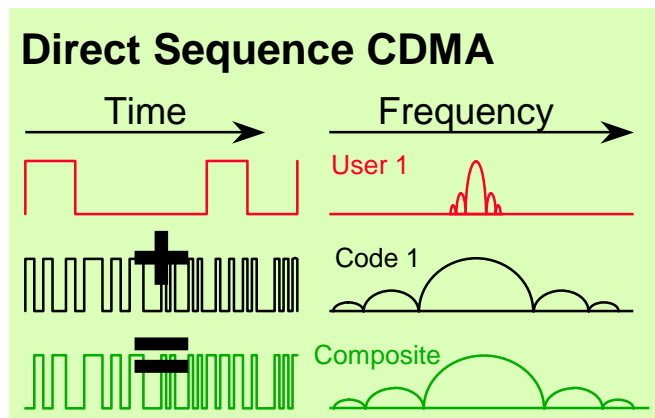 Direct Sequence CDMA
Time Frequency
User 1
+ Code 1
= Composite